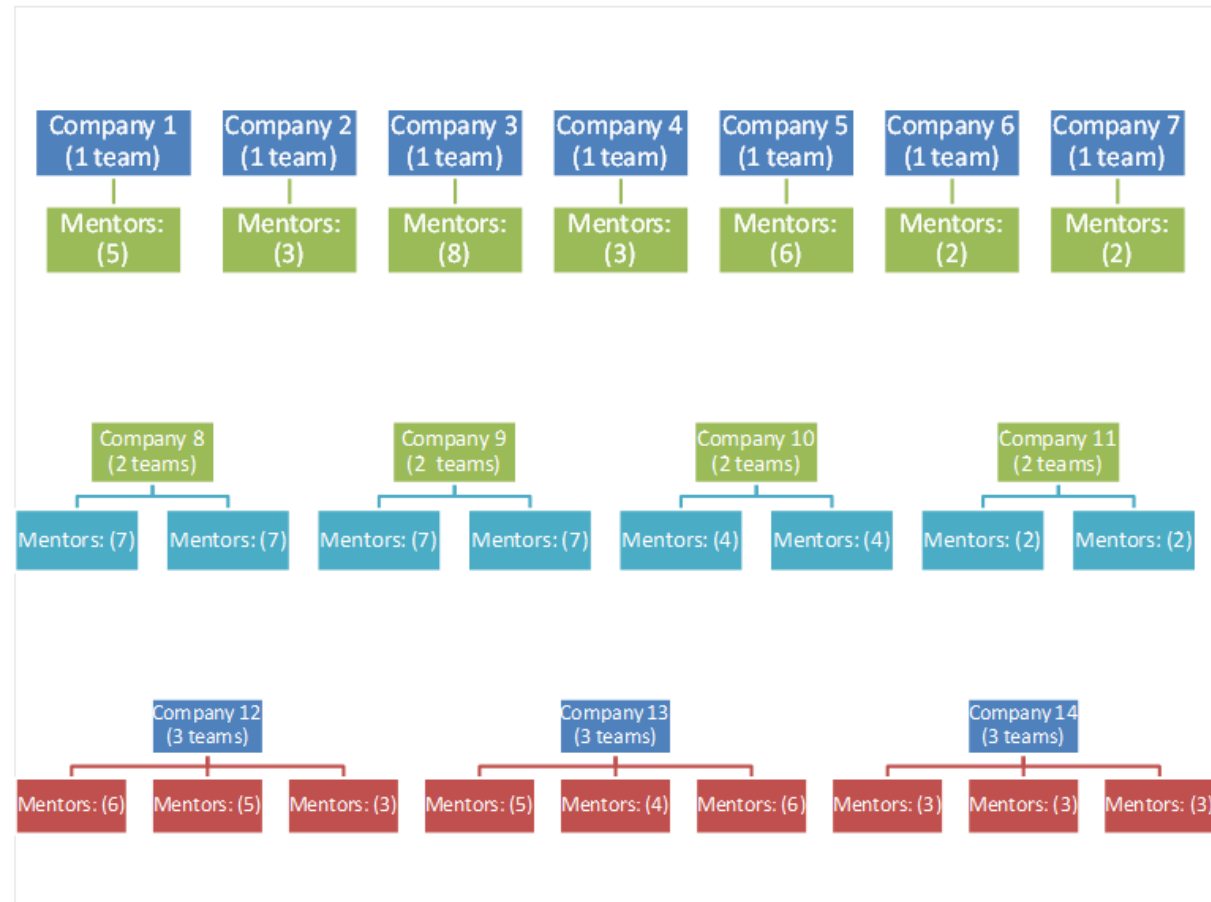 Company 1
(1 team)
Company 2
(1 team)
Company 3
(1 team)
Company 4
(1 team)
Company 5
(1 team)
Company 6
(1 team)
Company 7
(1 team)
Mentors:
(5)
Mentors:
(3)
Mentors:
(8)
Mentors:
(3)
Mentors:
(6)
Mentors:
(2)
Mentors:
(2)
Company 8
(2 teams)
Company 9
(2 teams)
Company 10
(2 teams)
Company 11
(2 teams)
Mentors: (7)
Mentors: (7)
Mentors: (7)
Mentors: (7)
Mentors: (4)
Mentors: (4)
Mentors: (2)
Mentors: (2)
Company 12
(3 teams)
Company 13
(3 teams)
Company 14
(3 teams)
Mentors: (6)
Mentors: (5)
Mentors: (3)
Mentors: (5)
Mentors: (4)
Mentors: (6)
Mentors: (3)
Mentors: (3)
Mentors: (3)